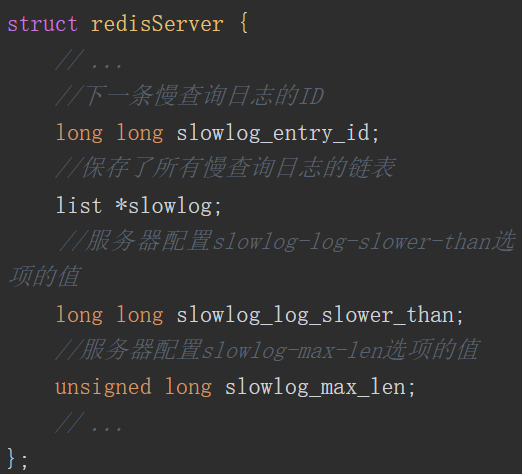 struct redisServer {
// ...
//下一条慢查询日志的ID
long long slowlog_entry_id;
//保存了所有慢查询日志的链表
list *slowlog;
//服务器配置slowlog-log-slower-than选
项的值
long long slowlog_log_slower_than;
//服务器配置slowlog-max-len选项的值
unsigned long slowlog_max_len;
// ...
};